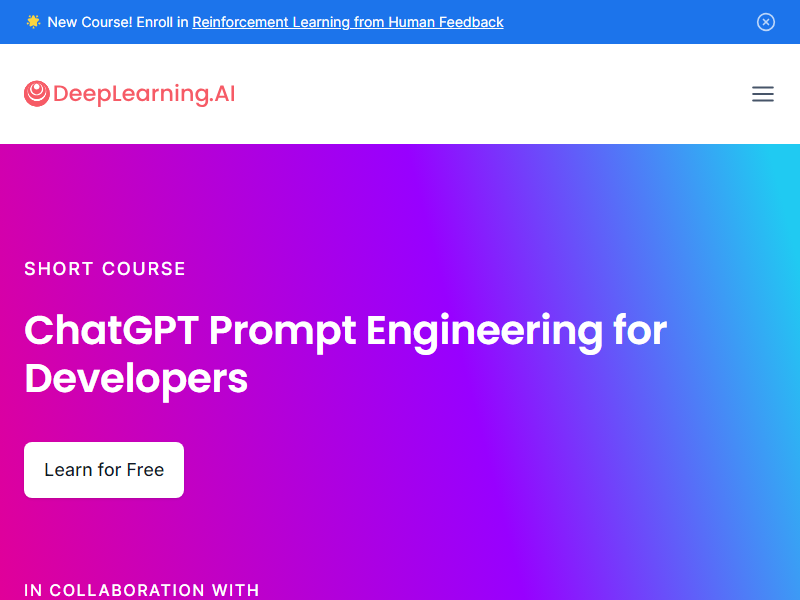 🌟 New Course! Enroll in Reinforcement Learning from Human Feedback
DeepLearning.AI
SHORT COURSE
ChatGPT Prompt Engineering for
Developers
Learn for Free
IN COLLABORATION WITH